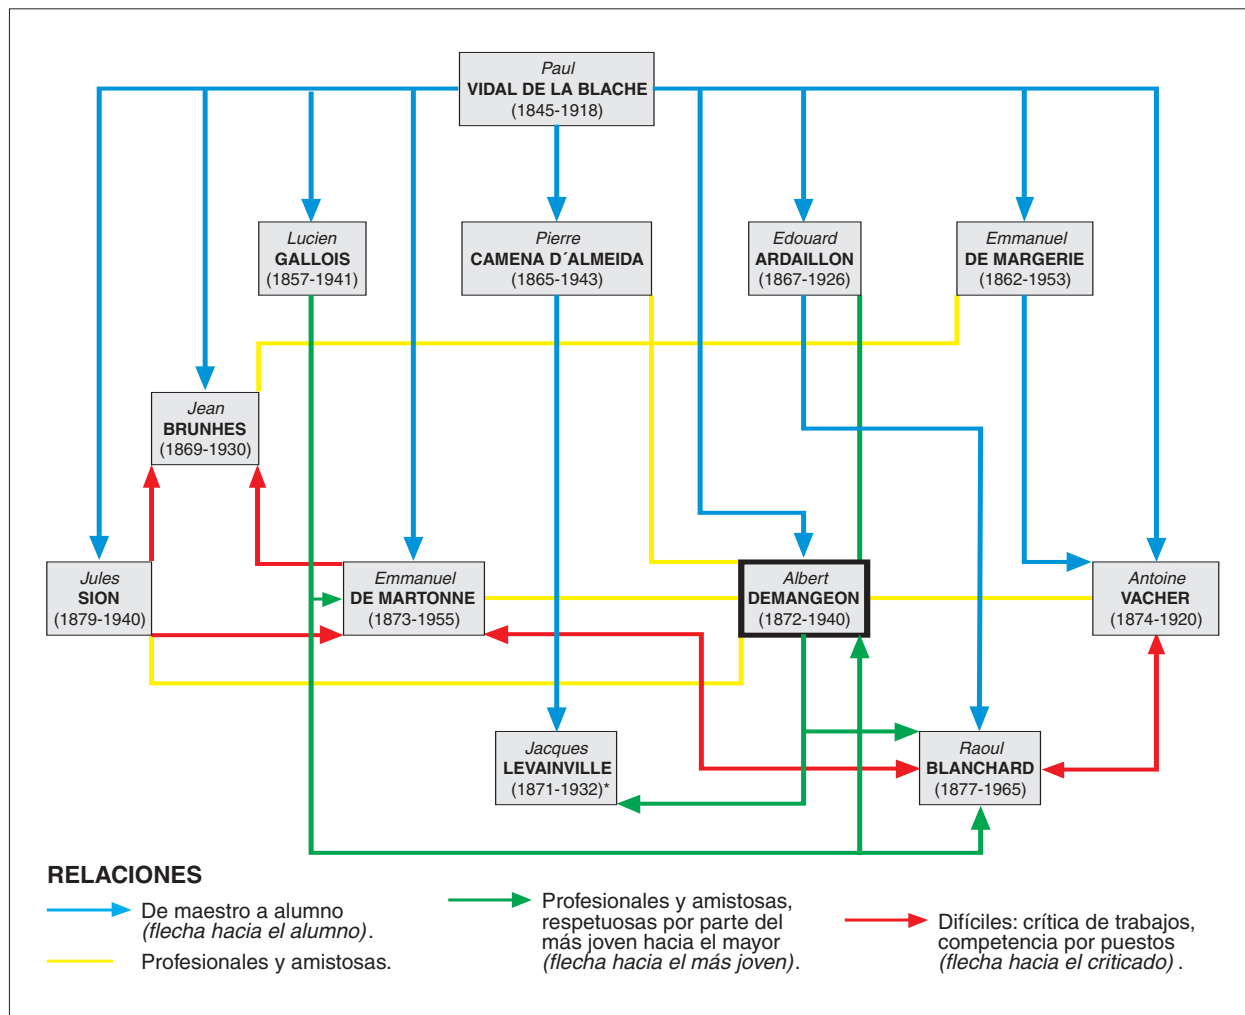 Paul
VIDAL DE LA BLACHE
(1845-1918)
Lucien
GALLOIS
(1857-1941)
Pierre
CAMENA D´ALMEIDA
(1865-1943)
Edouard
ARDAILLON
(1867-1926)
Emmanuel
DE MARGERIE
(1862-1953)
Jean
BRUNHES
(1869-1930)
Jules
SION
(1879-1940)
Emmanuel
DE MARTONNE
(1873-1955)
Albert
DEMANGEON
(1872-1940)
Antoine
VACHER
(1874-1920)
Jacques
LEVAINVILLE
(1871-1932)*
Raoul
BLANCHARD
(1877-1965)
RELACIONES
De maestro a alumno
(flecha hacia el alumno).
Profesionales y amistosas.
Profesionales y amistosas,
respetuosas por parte del
más joven hacia el mayor
(flecha hacia el más joven).
Difíciles: crítica de trabajos,
competencia por puestos
(flecha hacia el criticado) .